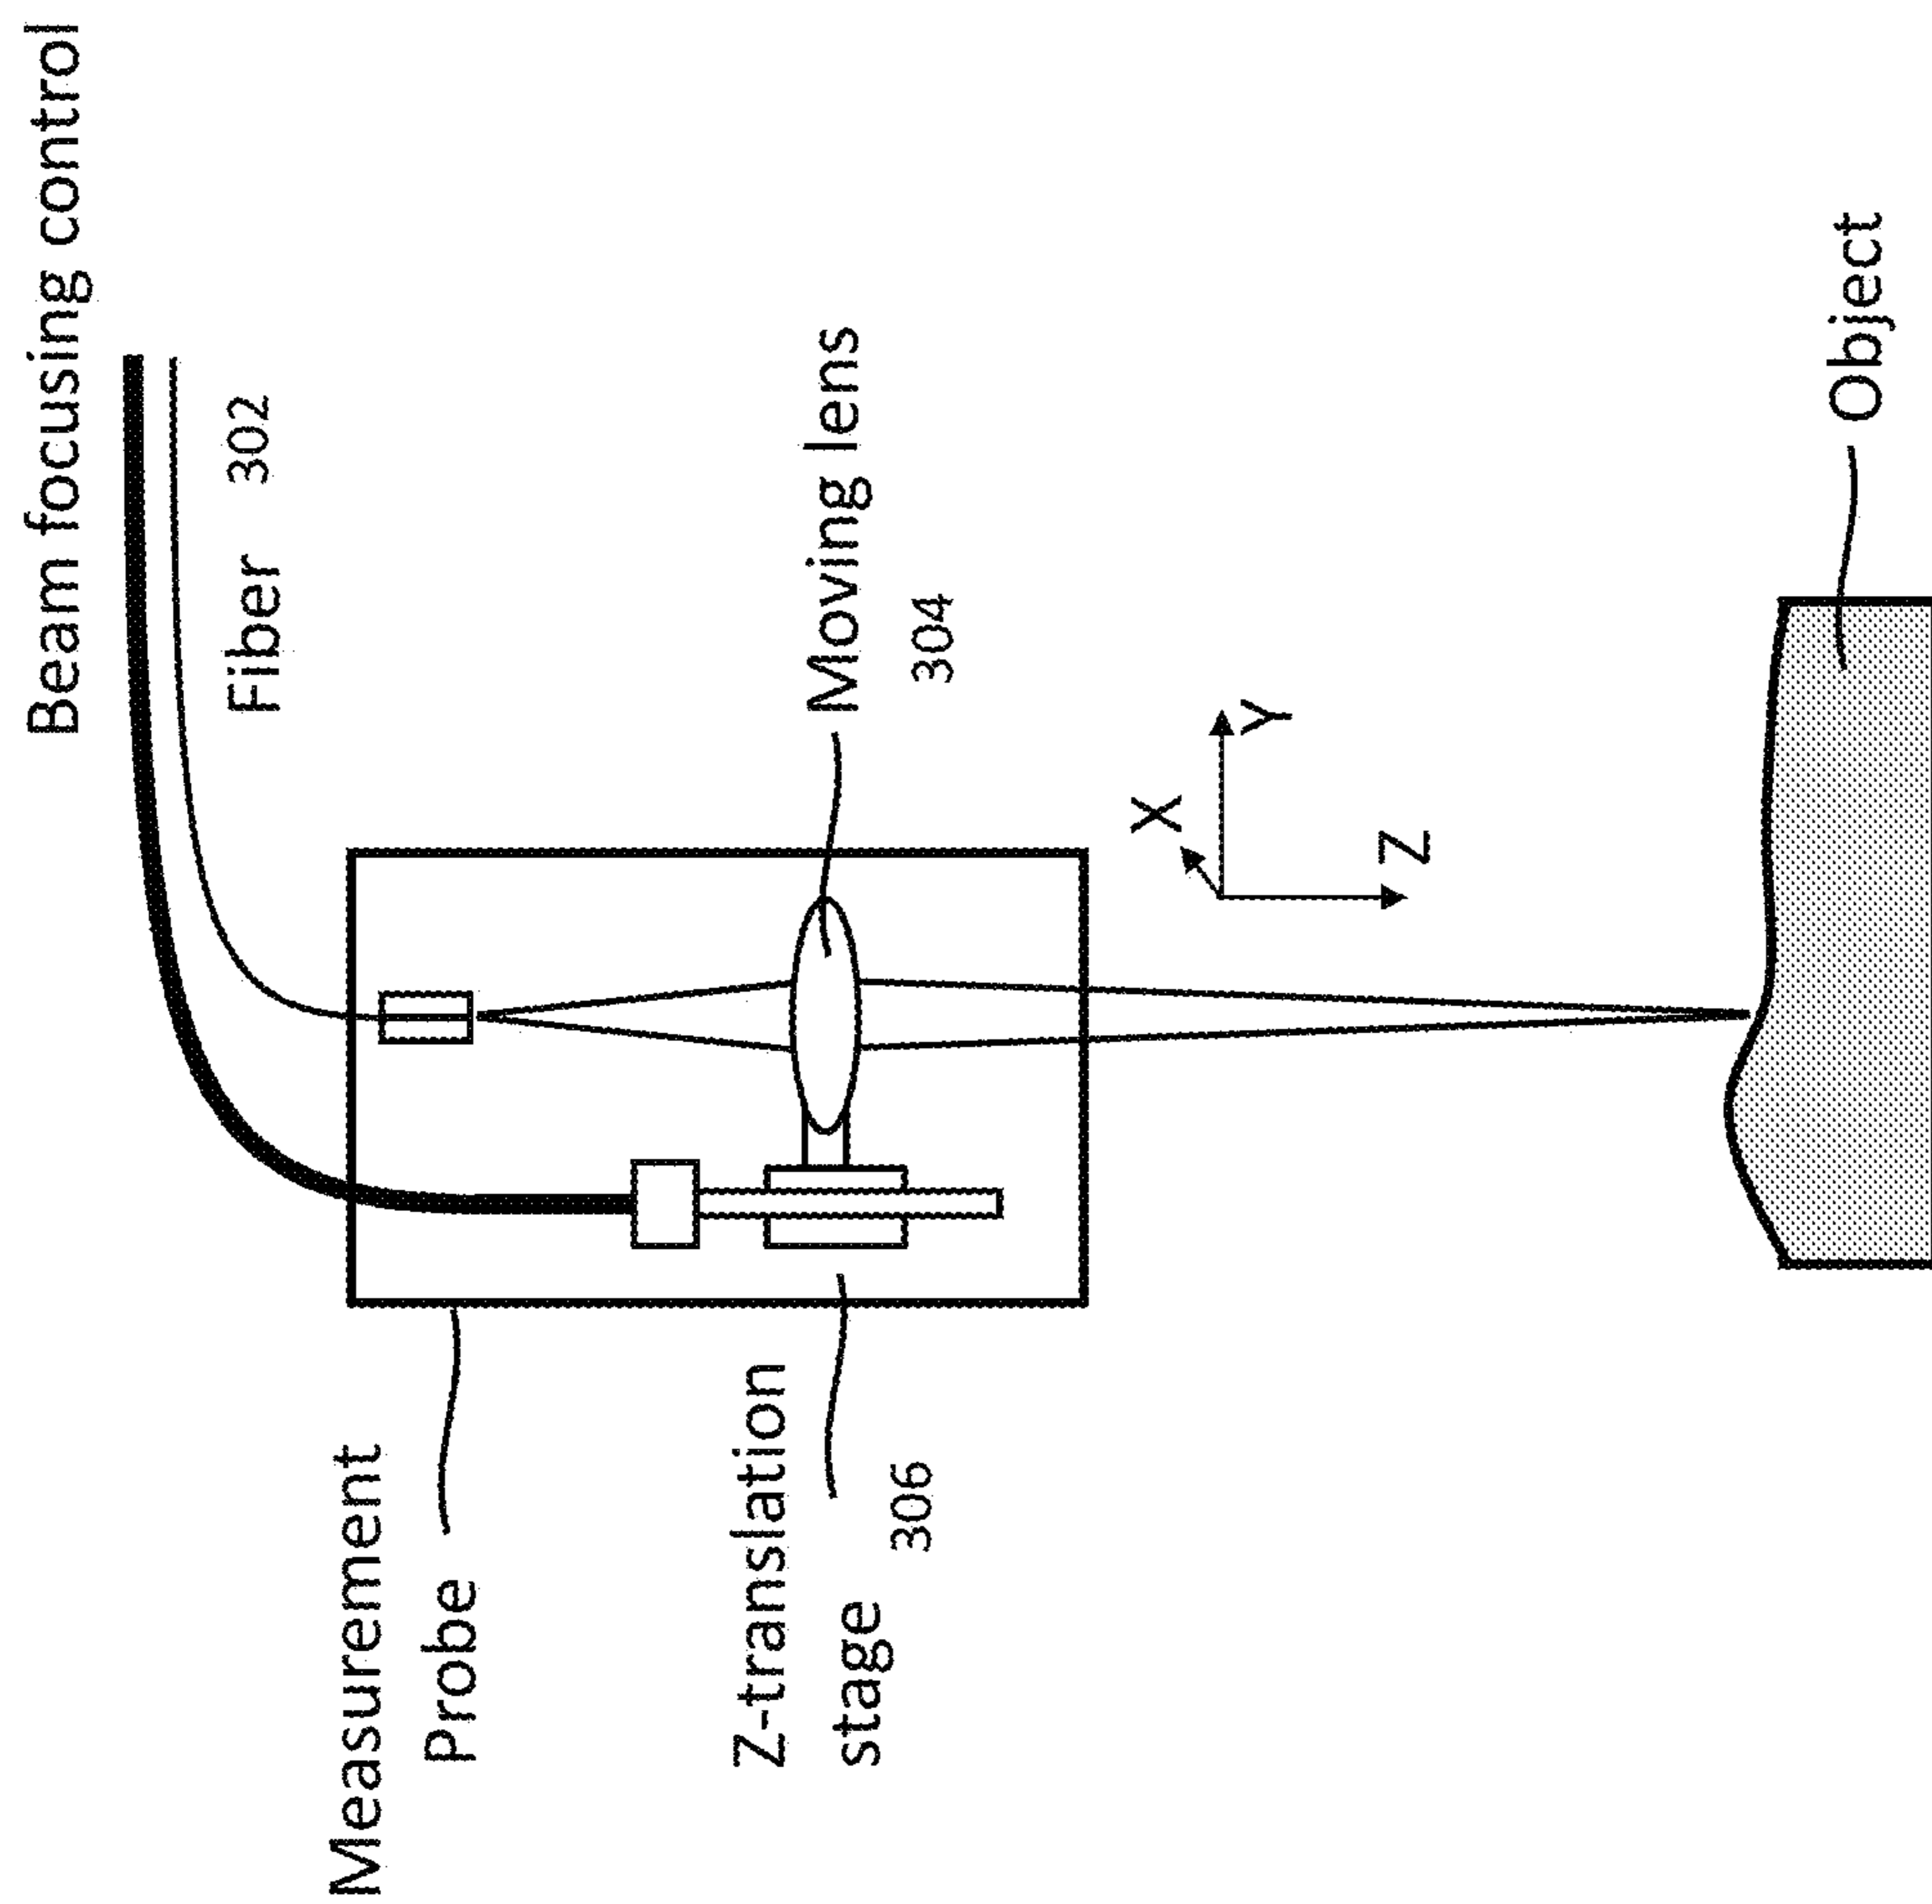 Beam focusing control
Fiber 302
Measurement
Probe
Moving lens
304
Z-translation
stage 306
X
Y
Z
Object